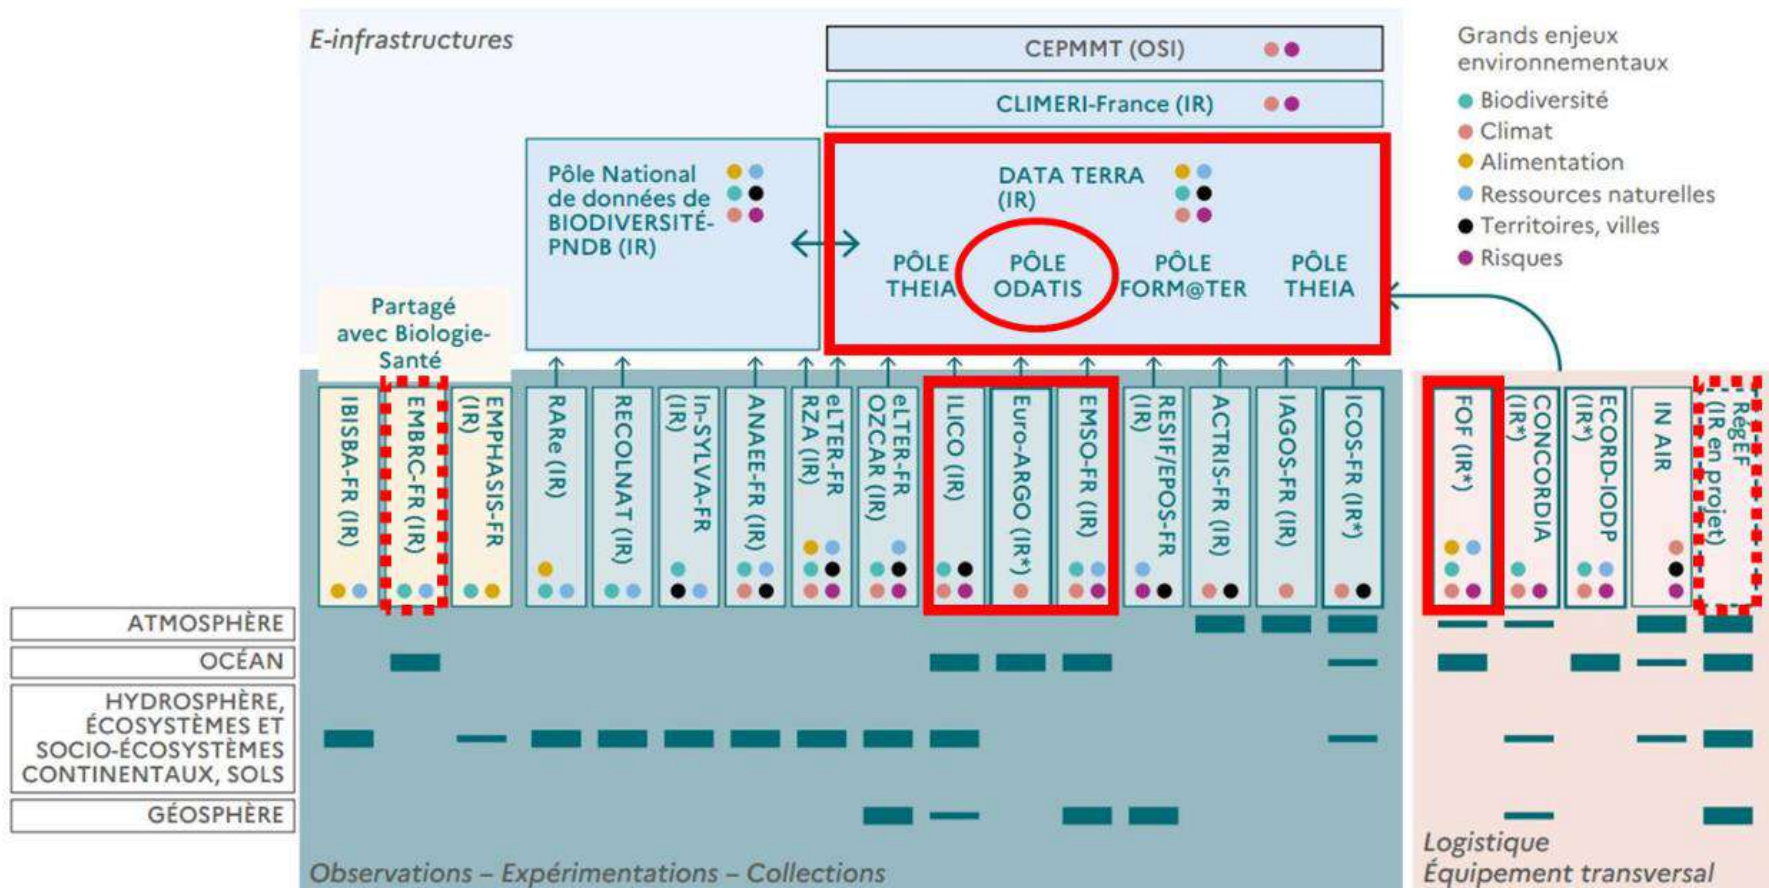 E-infrastructures
CEPMMT (OSI)
CLIMERI-France (IR)
Pôle National
de données de
BIODIVERSITÉ-
PNDB (IR)
DATA TERRA
(IR)
PÔLE
THEIA
PÔLE
ODATIS
PÔLE
FORM@TER
PÔLE
THEIA
Grands enjeux
environnementaux
Biodiversité
Climat
Alimentation
Ressources naturelles
Territoires, villes
Risques
Partagé
avec Biologie-
Santé
IBISBA-FR (IR)
EMBRC-FR (IR)
EMPHASIS-FR
(IR)
RARe (IR)
RECOLNAT (IR)
In-SYLVA-FR
(IR)
ANAEE-FR (IR)
eLTER-FR
RZA (IR)
eLTER-FR
OZCAR (IR)
ILICO (IR)
Euro-ARGO (IR*)
EMSO-FR (IR)
RESIF/EPOS-FR
(IR)
ACTRIS-FR (IR)
IAGOS-FR (IR)
ICOS-FR (IR*)
FOF (IR*)
CONCORDIA
(IR*)
ECORD-IODP
(IR*)
IN AIR
RégEF
(IR en projet)
ATMOSPHÈRE
OCÉAN
HYDROSPHÈRE,
ÉCOSYSTÈMES ET
SOCIO-ÉCOSYSTÈMES
CONTINENTAUX, SOLS
GÉOSPHÈRE
Observations – Expérimentations – Collections
Logistique
Équipement transversal